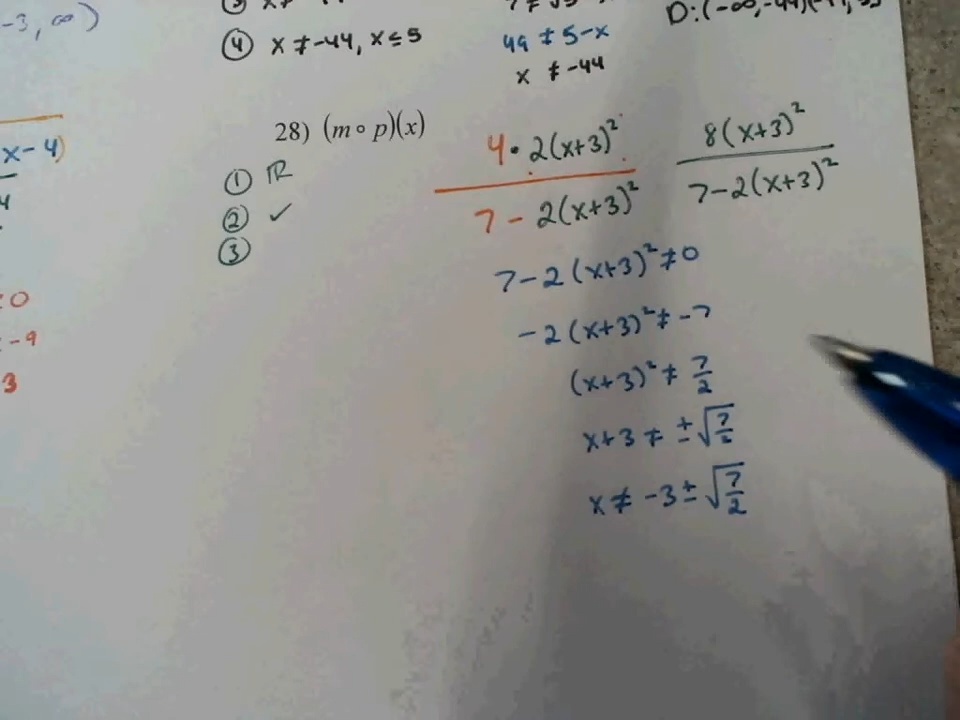 -3, ∞)
④ x ≠ -44, x ≤ 5
49 ≠ 5-x
x ≠ -44
28) (m ∘ p)(x)
① ℝ
② ✓
③
4 • 2(x+3)²
7 - 2(x+3)²
8(x+3)²
7-2(x+3)²
7-2(x+3)² ≠ 0
-2(x+3)² ≠ -7
(x+3)² ≠ 7/2
x+3 ≠ ±√7/2
x ≠ -3 ± √7/2
x - 4)
0
-9
3